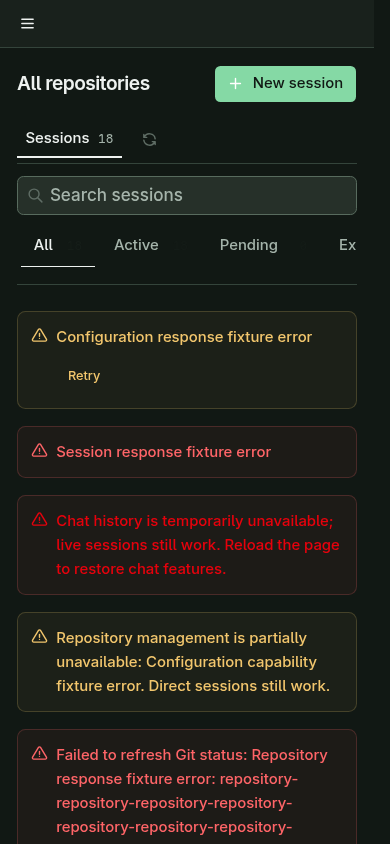 All repositories
New session
Sessions 18
Search sessions
All
Active
Pending
Ex
Configuration response fixture error
Retry
Session response fixture error
Chat history is temporarily unavailable;
live sessions still work. Reload the page
to restore chat features.
Repository management is partially
unavailable: Configuration capability
fixture error. Direct sessions still work.
Failed to refresh Git status: Repository
response fixture error: repository-
repository-repository-repository-
repository-repository-repository-